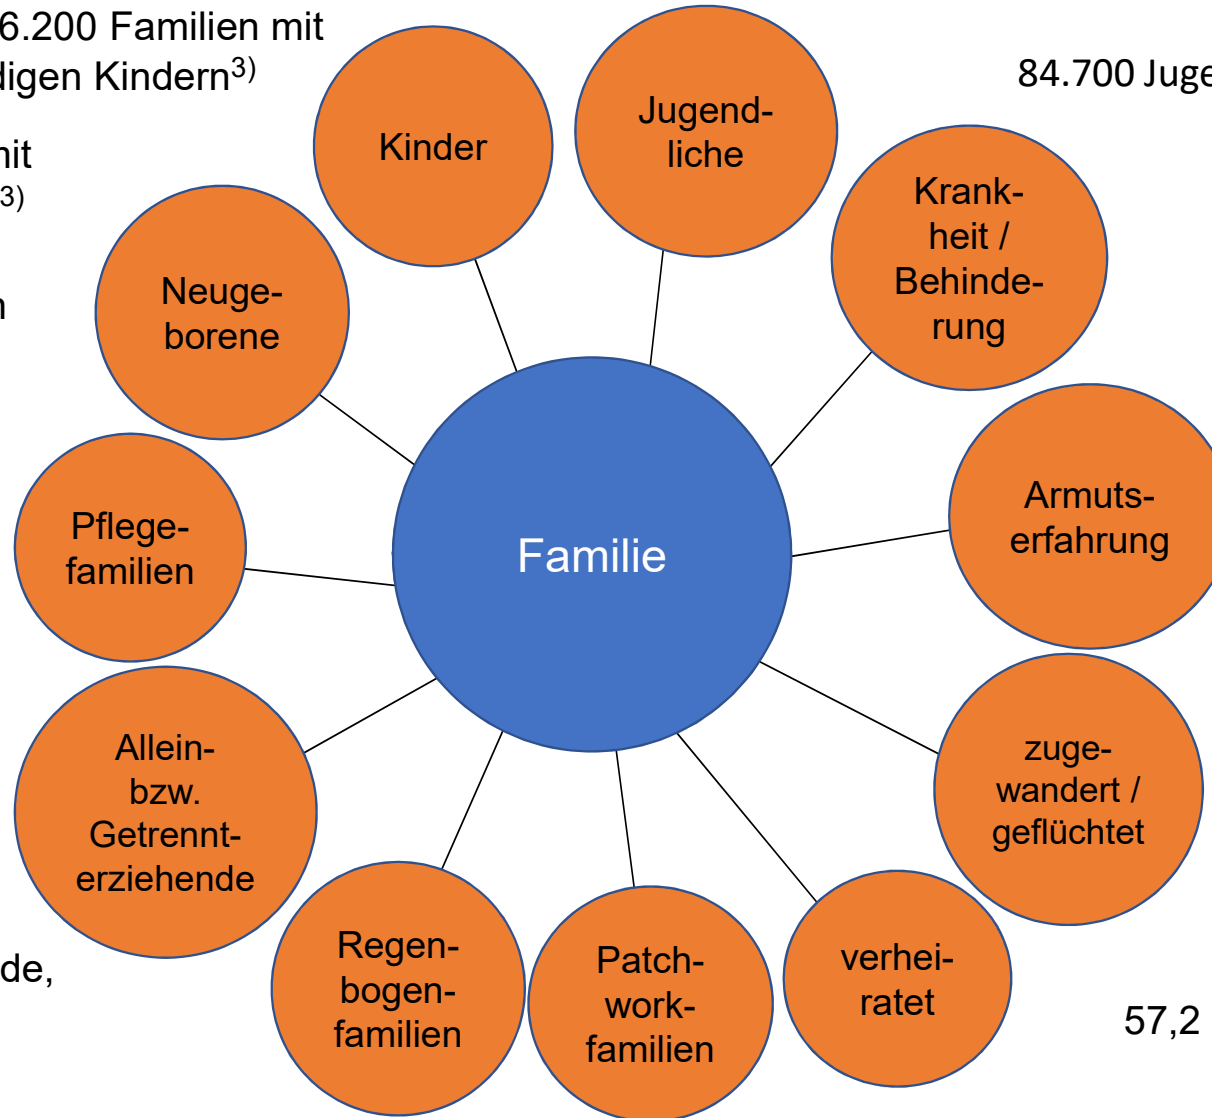 6.200 Familien mit
digen Kindern3)
84.700 Juge
nit
3)
Kinder
Jugend-
liche
Krank-
heit /
Behinde-
rung
Neuge-
borene
Armuts-
erfahrung
Pflege-
familien
Familie
Allein-
bzw.
Getrennt-
erziehende
zuge-
wandert /
geflüchtet
Regen-
bogen-
familien
Patch-
work-
familien
verhei-
ratet
de,
57,2